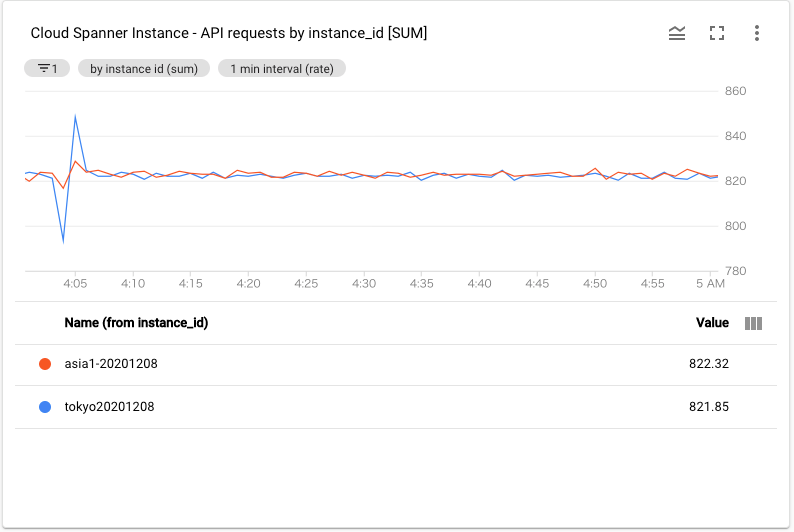 Cloud Spanner Instance - API requests by instance_id [SUM]
1 by instance id (sum) 1 min interval (rate)
860
840
820
800
780
4:05 4:10 4:15 4:20 4:25 4:30 4:35 4:40 4:45 4:50 4:55 5 AM
Name (from instance_id) Value
asia1-20201208 822.32
tokyo20201208 821.85